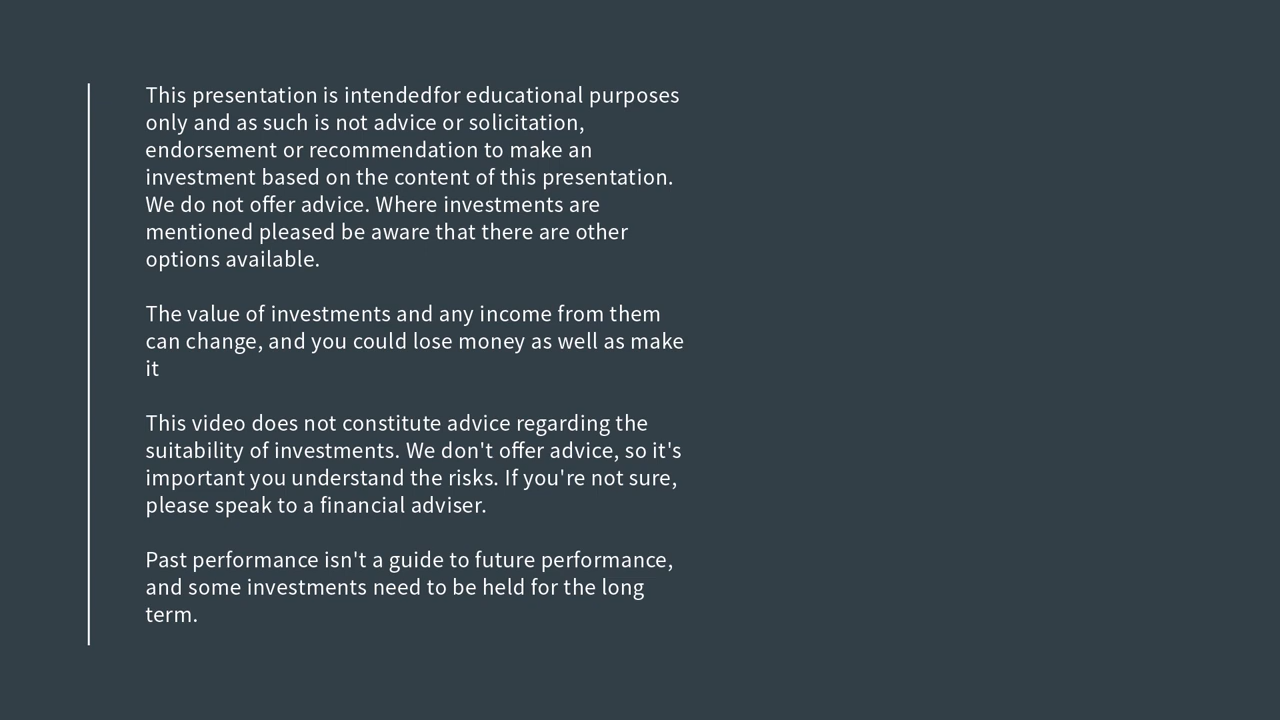 This presentation is intendedfor educational purposes
only and as such is not advice or solicitation,
endorsement or recommendation to make an
investment based on the content of this presentation.
We do not offer advice. Where investments are
mentioned pleased be aware that there are other
options available.
The value of investments and any income from them
can change, and you could lose money as well as make
it
This video does not constitute advice regarding the
suitability of investments. We don't offer advice, so it's
important you understand the risks. If you're not sure,
please speak to a financial adviser.
Past performance isn't a guide to future performance,
and some investments need to be held for the long
term.